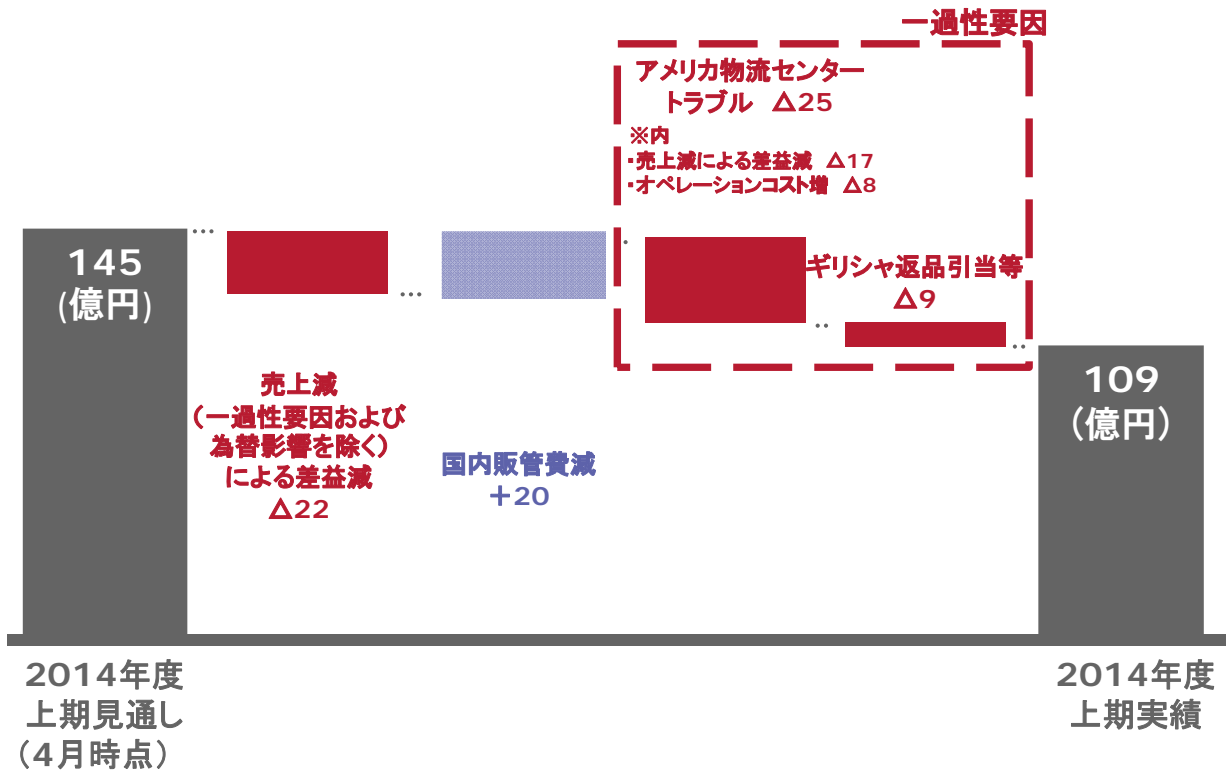 一過性要因
アメリカ物流センター
トラブル △25
※内
・売上減による差益減 △17
・オペレーションコスト増 △8
145
(億円)
ギリシャ返品引当等
△9
109
(億円)
売上減
(一過性要因および
為替影響を除く)
による差益減
△22
国内販管費減
+20
2014年度
上期見通し
(4月時点)
2014年度
上期実績